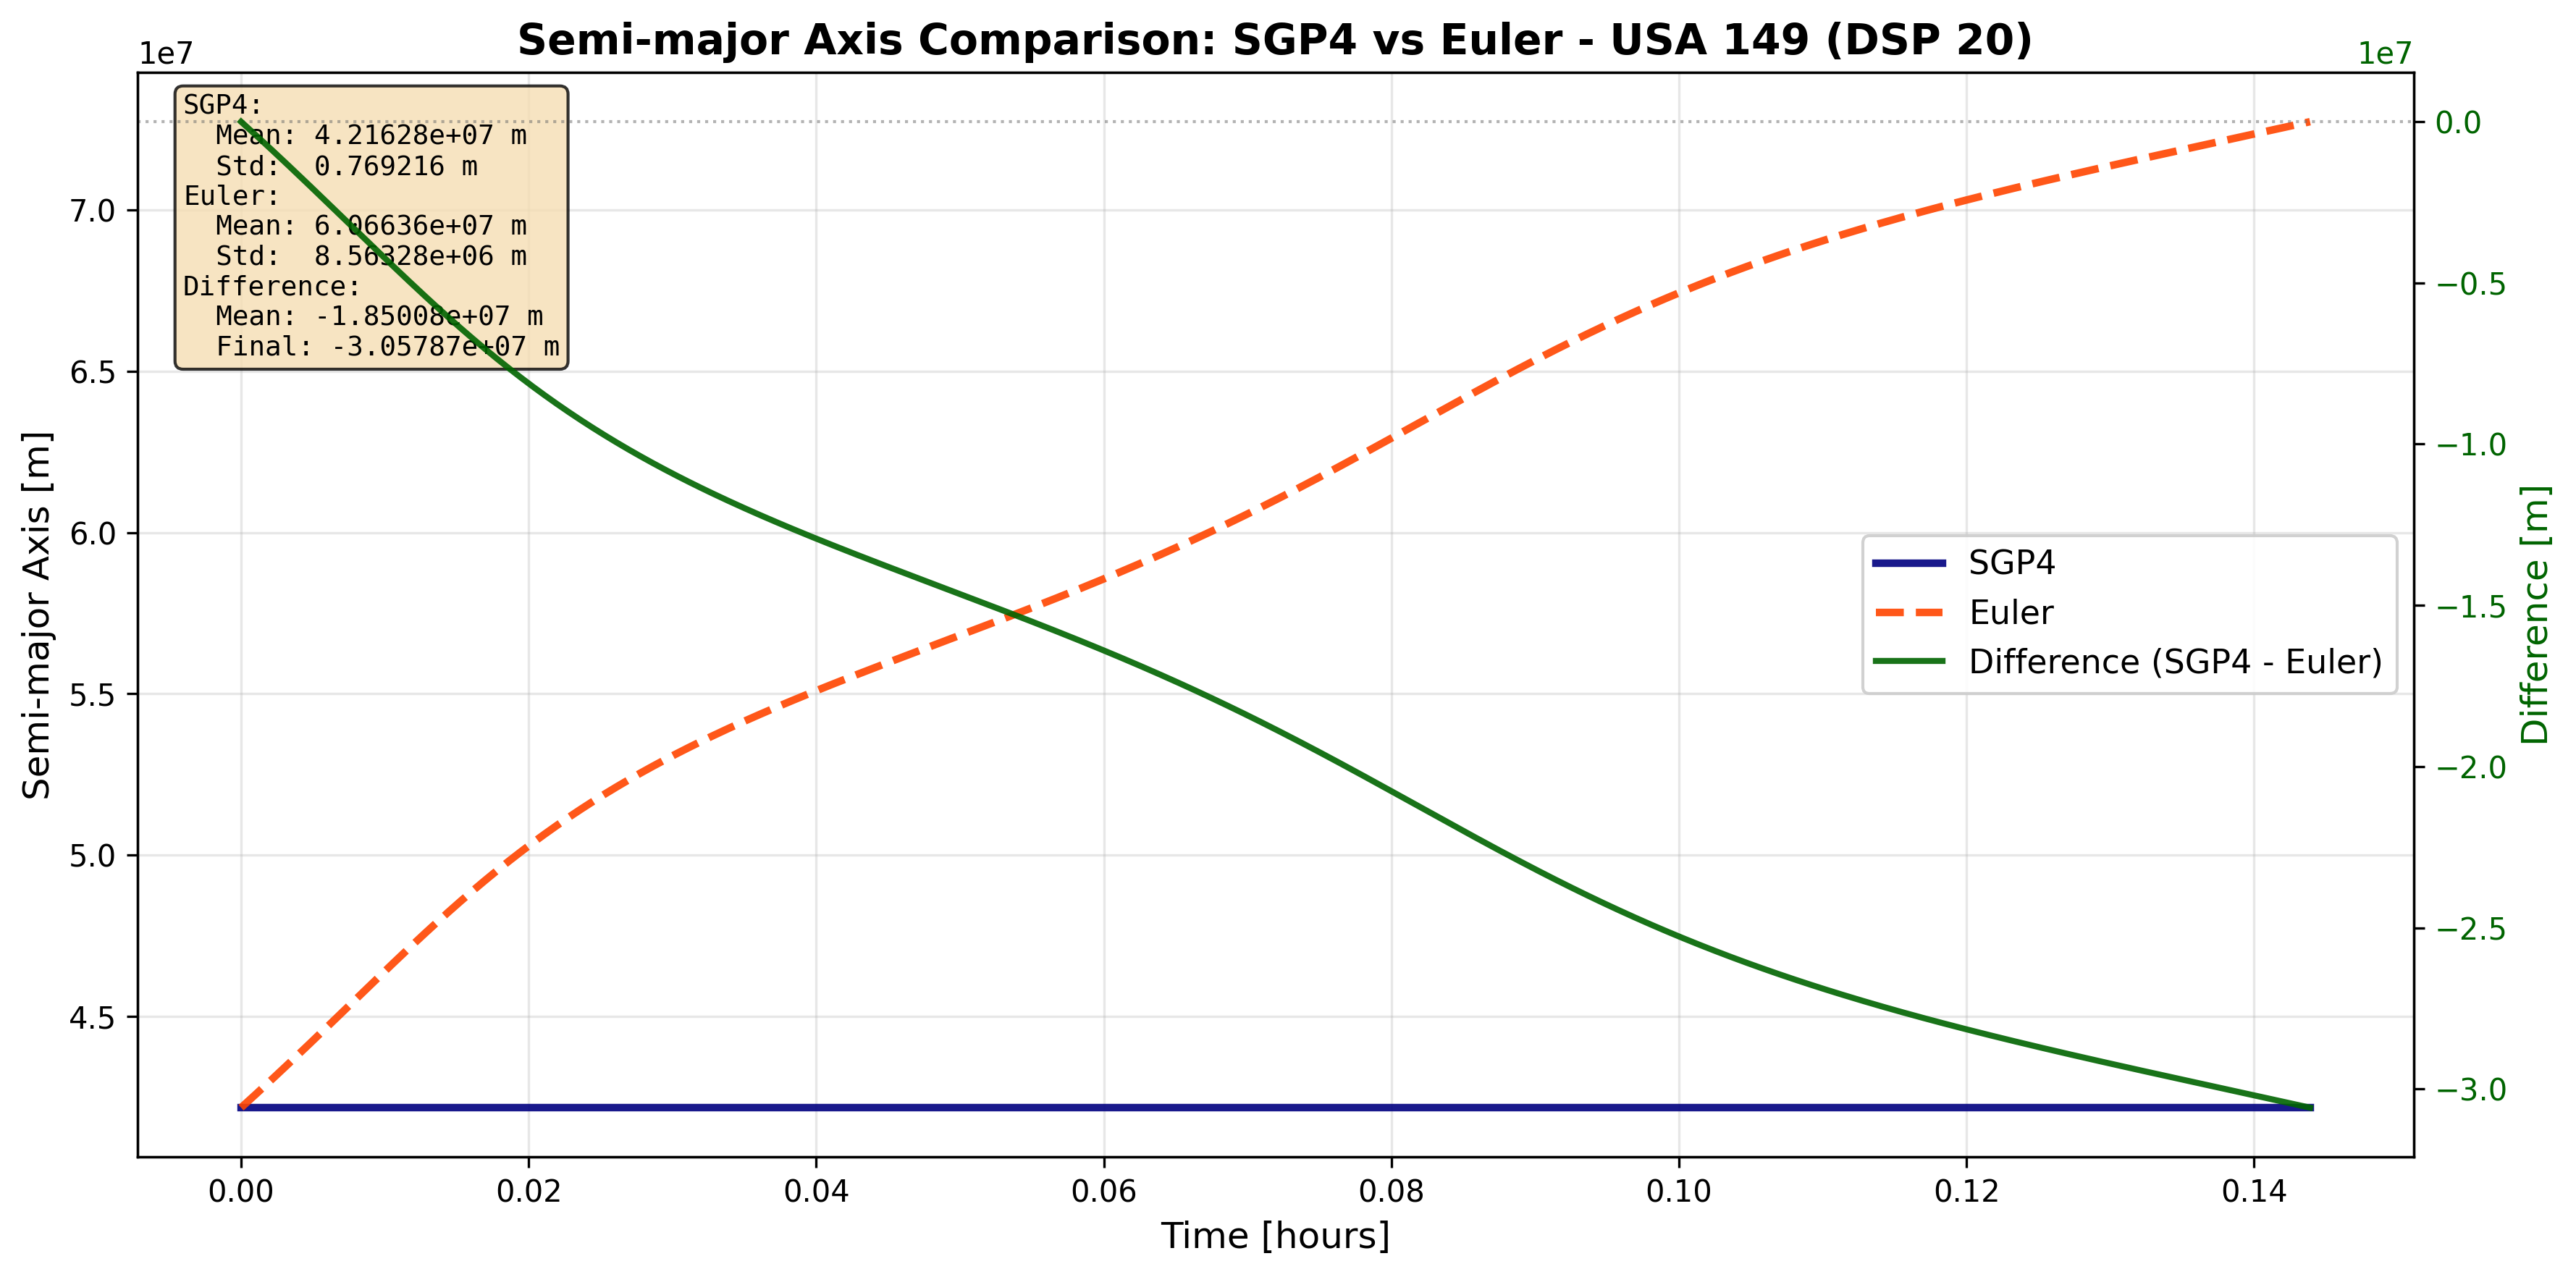 Semi-major Axis Comparison: SGP4 vs Euler - USA 149 (DSP 20)
1e7
1e7
SGP4:
Mean: 4.21628e+07 m
Std: 0.769216 m
Euler:
Mean: 6.06636e+07 m
Std: 8.56328e+06 m
Difference:
Mean: -1.85008e+07 m
Final: -3.05787e+07 m
7.0
6.5
6.0
5.5
5.0
4.5
Semi-major Axis [m]
0.0
−0.5
−1.0
−1.5
−2.0
−2.5
−3.0
Difference [m]
SGP4
Euler
Difference (SGP4 - Euler)
0.00
0.02
0.04
0.06
0.08
0.10
0.12
0.14
Time [hours]